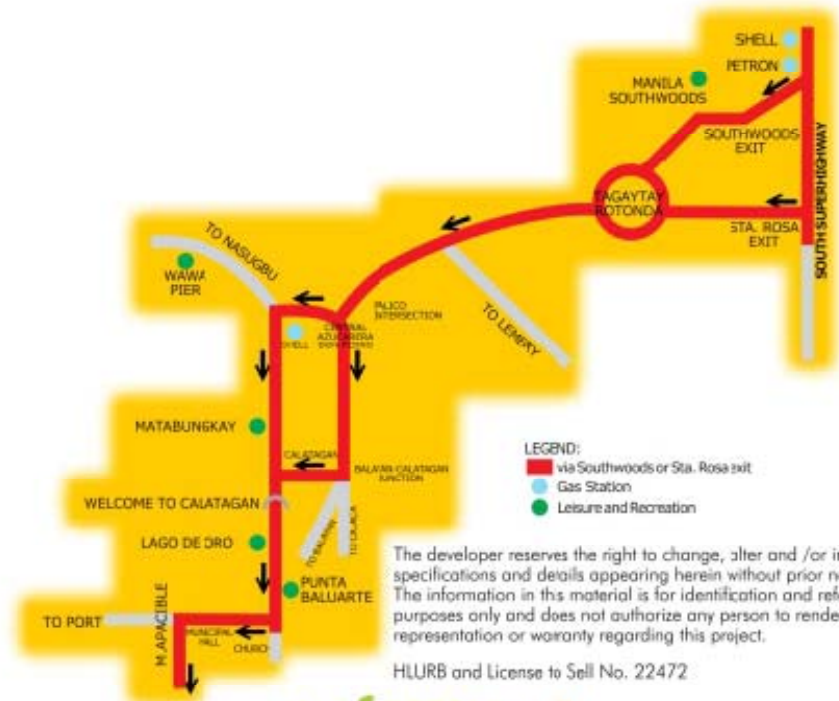 SHELL
PETRON
MANILA
SOUTHWOODS
SOUTHWOODS
EXIT
SOUTH SUPERHIGHWAY
TAGAYTAY
ROTONDA
STA. ROSA
EXIT
TO NASUGBU
WAWA
PIER
PALICO
INTERSECTION
TO LEMERY
SHELL
CENTRAL
AZUCARERA
MATABUNGKAY
CALATAGAN
BALAYAN-CALATAGAN
JUNCTION
WELCOME TO CALATAGAN
TO BALAYAN
TO CALACA
LAGO DE ORO
PUNTA
BALUARTE
TO PORT
M. APACIBLE
MUNICIPAL
HALL
CHURCH
LEGEND:
via Southwoods or Sta. Rosa exit
Gas Station
Leisure and Recreation
The developer reserves the right to change, alter and /or
specifications and details appearing herein without prior
The information in this material is for identification and
purposes only and does not authorize any person to
representation or warranty regarding this project.
HLURB and License to Sell No. 22472